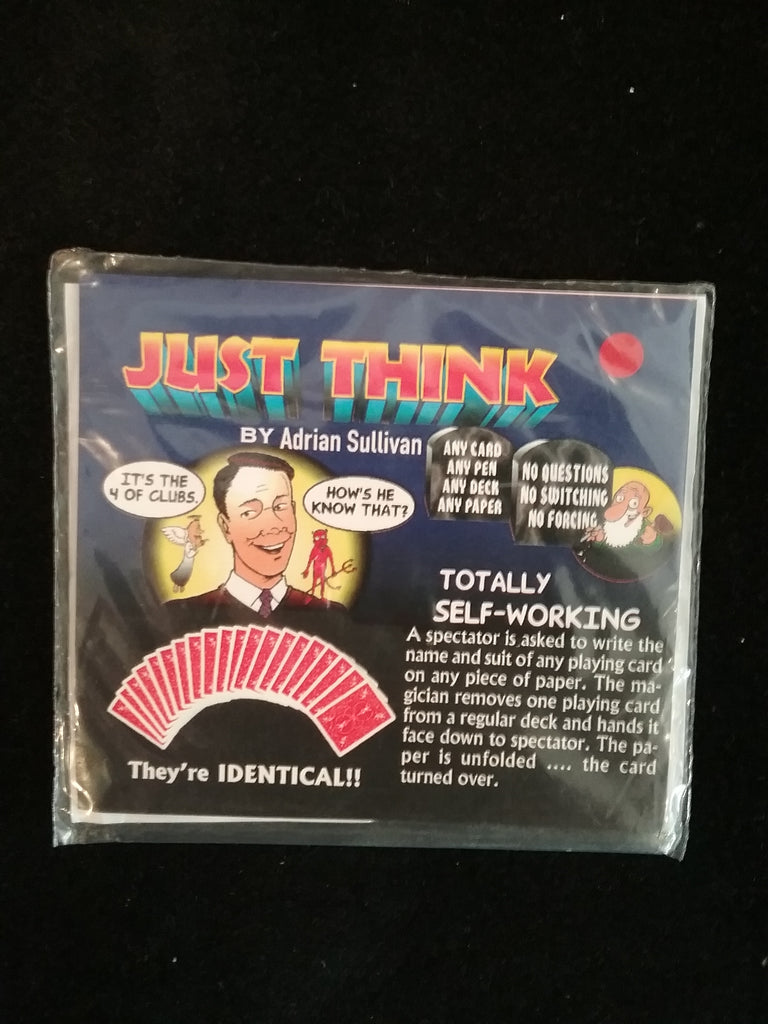 JUST THINK
BY Adrian Sullivan
IT'S THE
4 OF CLUBS.
HOW'S HE
KNOW THAT?
ANY CARD
ANY PEN
ANY DECK
ANY PAPER
NO QUESTIONS
NO SWITCHING
NO FORCING
TOTALLY
SELF-WORKING
A spectator is asked to write the
name and suit of any playing card
on any piece of paper. The ma-
gician removes one playing card
from a regular deck and hands it
face down to spectator. The pa-
per is unfolded .... the card
turned over.
They're IDENTICAL!!